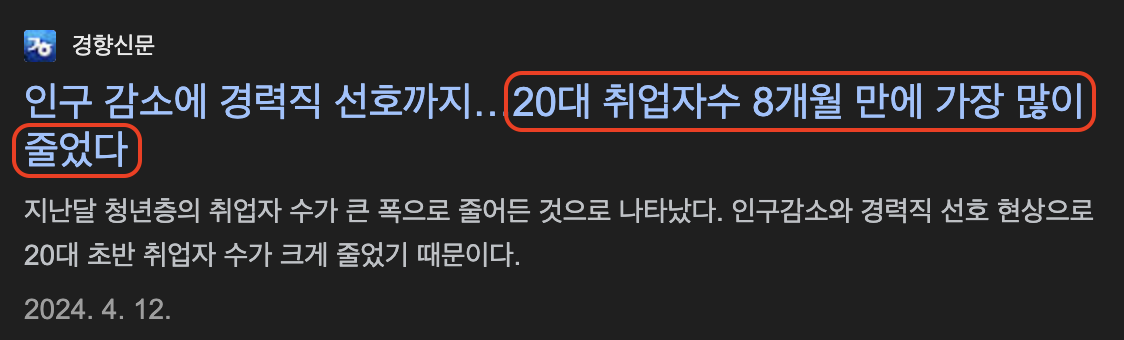 경향신문
인구 감소에 경력직 선호까지…20대 취업자수 8개월 만에 가장 많이
줄었다
지난달 청년층의 취업자 수가 큰 폭으로 줄어든 것으로 나타났다. 인구감소와 경력직 선호 현상으로
20대 초반 취업자 수가 크게 줄었기 때문이다.
2024. 4. 12.